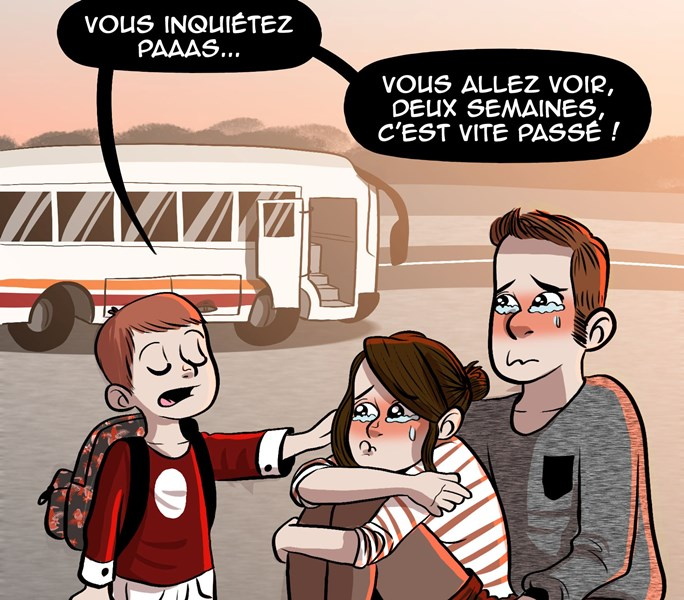 VOUS INQUIÉTEZ
PAAAS...
VOUS ALLEZ VOIR,
DEUX SEMAINES,
C'EST VITE PASSÉ !